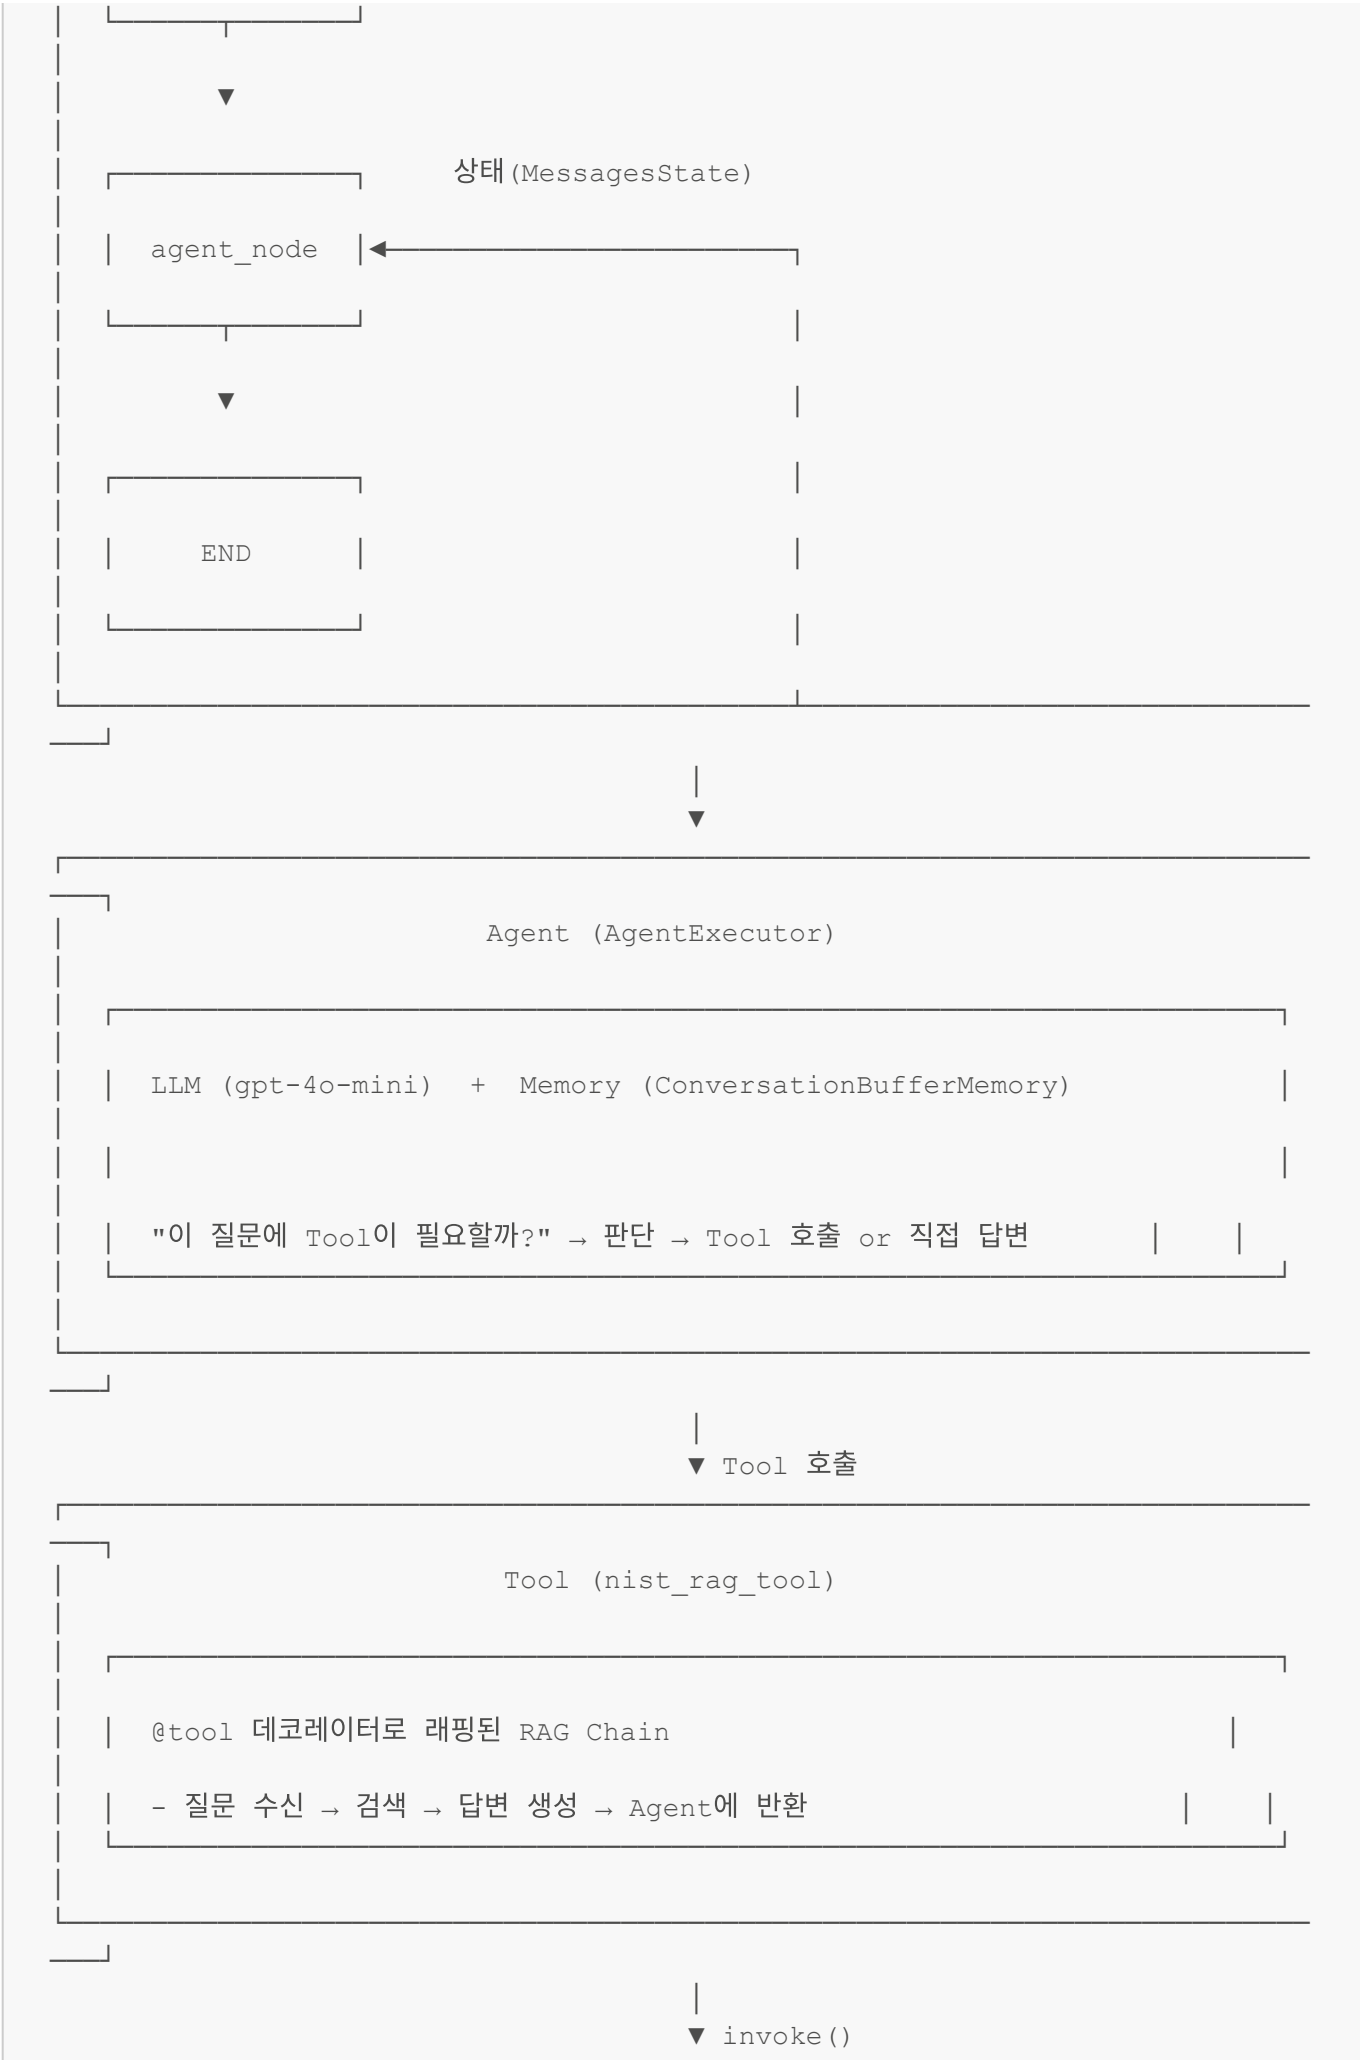 상태(MessagesState)
agent_node
END
Agent (AgentExecutor)
LLM (gpt-4o-mini) + Memory (ConversationBufferMemory)
"이 질문에 Tool이 필요할까?" → 판단 → Tool 호출 or 직접 답변
▼ Tool 호출
Tool (nist_rag_tool)
@tool 데코레이터로 래핑된 RAG Chain
- 질문 수신 → 검색 → 답변 생성 → Agent에 반환
▼ invoke()